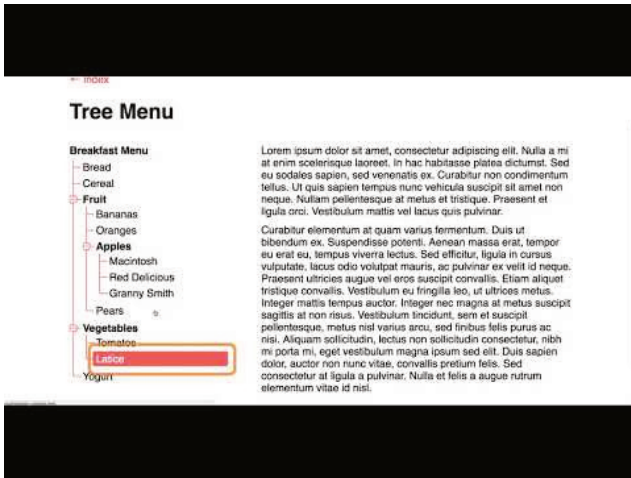 ← Index
Tree Menu
Breakfast Menu
Bread
Cereal
Fruit
Bananas
Oranges
Apples
Macintosh
Red Delicious
Granny Smith
Pears
Vegetables
Tomatos
Latice
Yogurt
Lorem ipsum dolor sit amet, consectetur adipiscing elit. Nulla a mi
at enim scelerisque laoreet. In hac habitasse platea dictumst. Sed
eu sodales sapien, sed venenatis ex. Curabitur non condimentum
tellus. Ut quis sapien tempus nunc vehicula suscipit sit amet non
neque. Nullam pellentesque at metus et tristique. Praesent et
ligula orci. Vestibulum mattis vel lacus quis pulvinar.
Curabitur elementum at quam varius fermentum. Duis ut
bibendum ex. Suspendisse potenti. Aenean massa erat, tempor
eu erat eu, tempus viverra lectus. Sed efficitur, ligula in cursus
vulputate, lacus odio volutpat mauris, ac pulvinar ex velit id neque.
Praesent ultricies augue vel eros suscipit convallis. Etiam aliquet
tristique convallis. Vestibulum eu fringilla leo, ut ultrices metus.
Integer mattis tempus auctor. Integer nec magna at metus suscipit
sagittis at non risus. Vestibulum tincidunt, sem et suscipit
pellentesque, metus nisl varius arcu, sed finibus felis purus ac
nisi. Aliquam sollicitudin, lectus non sollicitudin consectetur, nibh
mi porta mi, eget vestibulum magna ipsum sed elit. Duis sapien
dolor, auctor non nunc vitae, convallis pretium felis. Sed
consectetur at ligula a pulvinar. Nulla et felis a augue rutrum
elementum vitae id nisl.